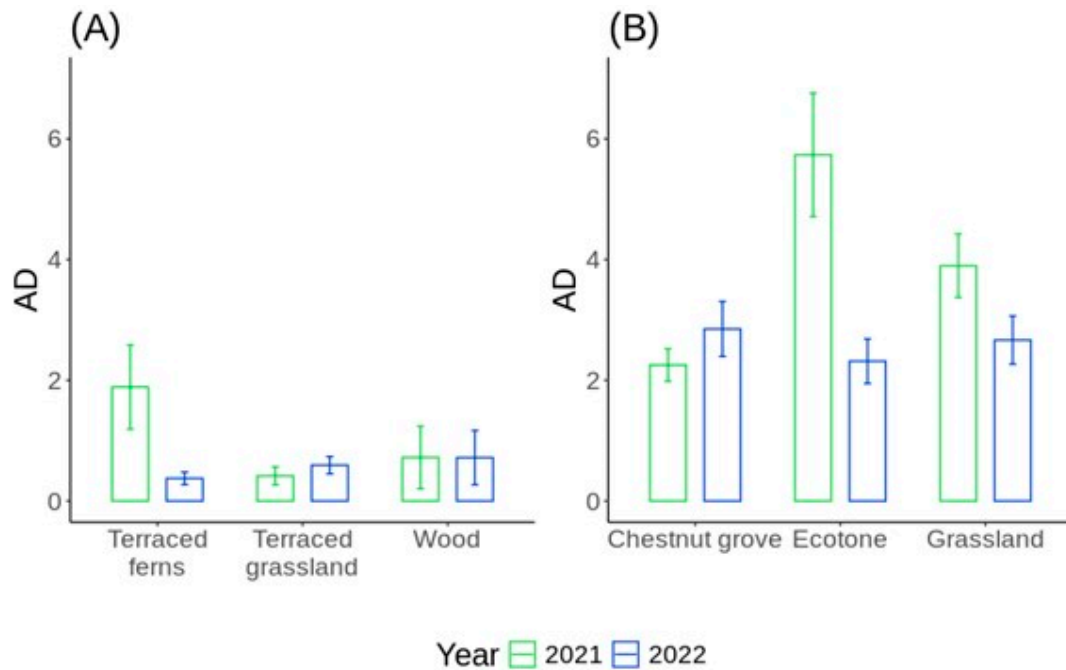 (A)
AD
6
4
2
0
Terraced ferns
Terraced grassland
Wood
(B)
AD
6
4
2
0
Chestnut grove
Ecotone
Grassland
Year 2021 2022